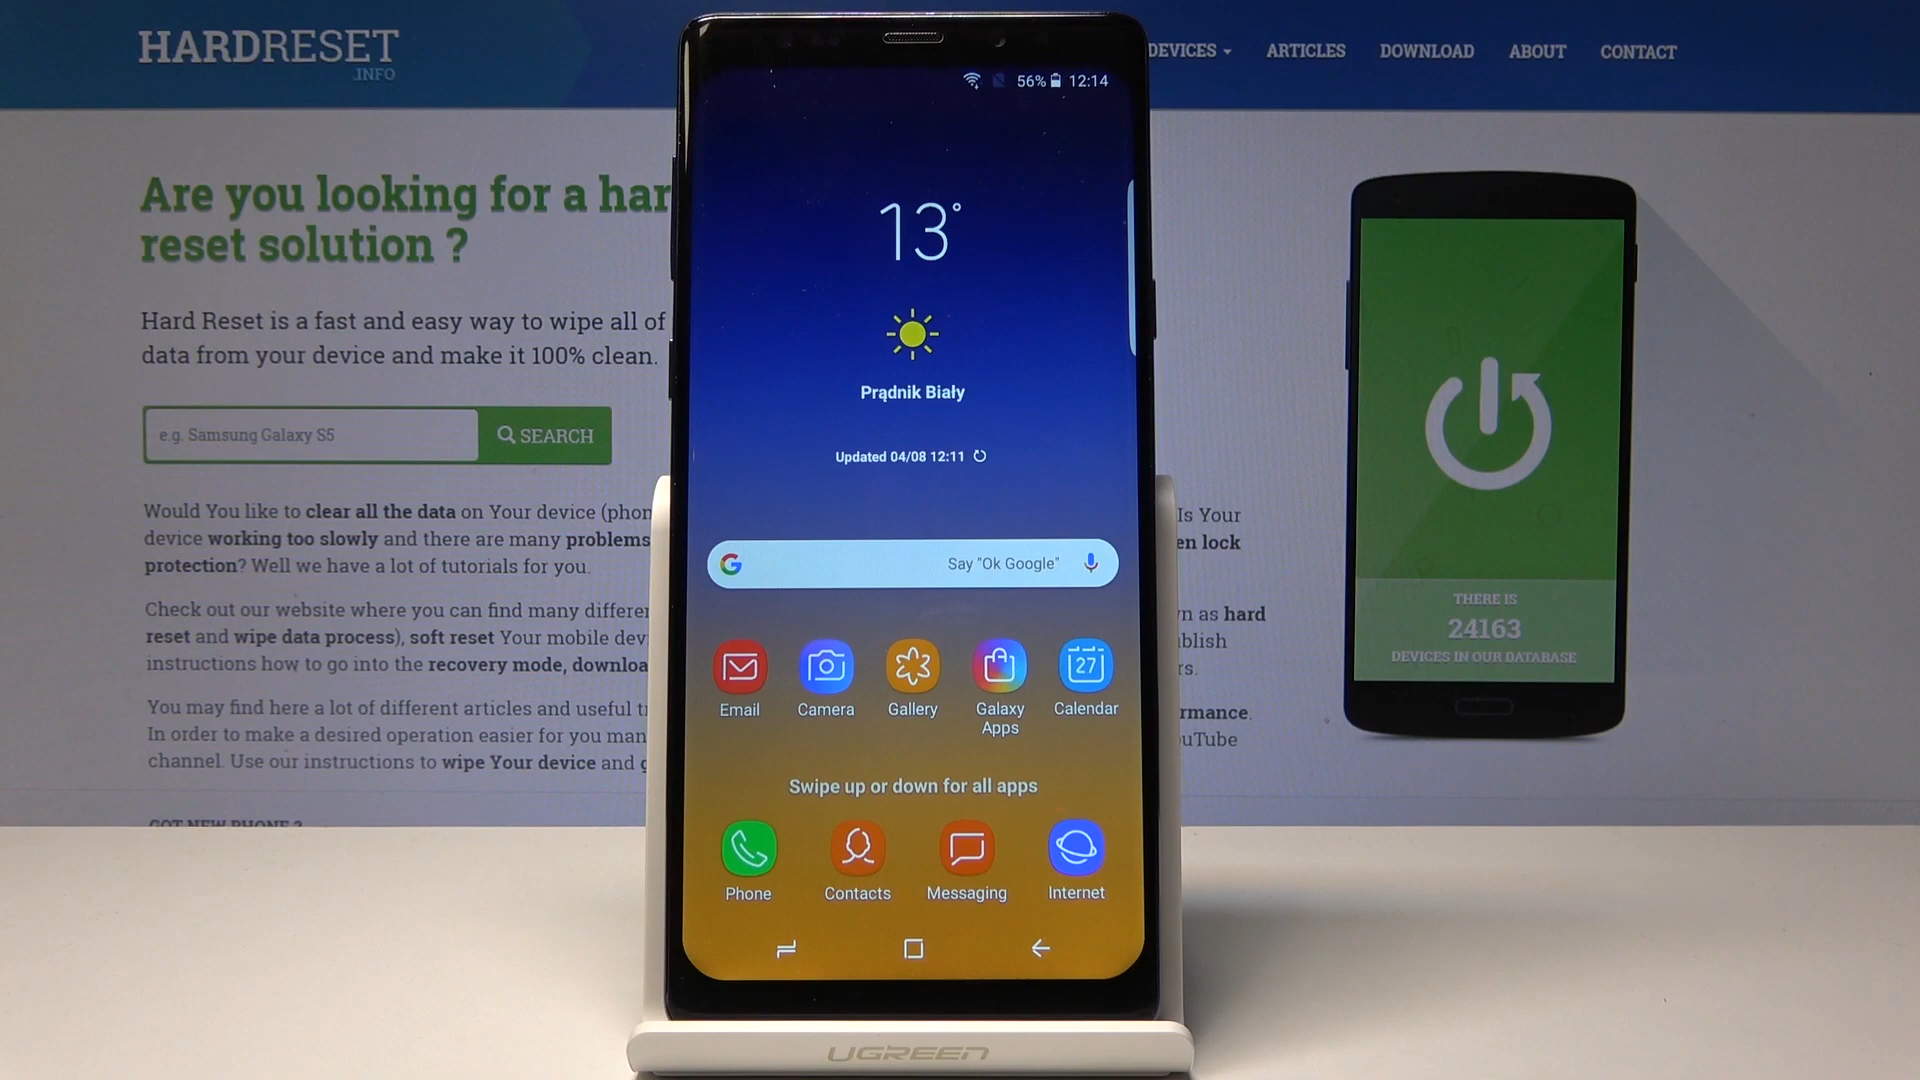 HARDRESET
.INFO
DEVICES
ARTICLES
DOWNLOAD
ABOUT
CONTACT
Are you looking for a har
reset solution ?
Hard Reset is a fast and easy way to wipe all of
data from your device and make it 100% clean.
e.g. Samsung Galaxy S5
SEARCH
Would You like to clear all the data on Your device (phon
device working too slowly and there are many problems
protection? Well we have a lot of tutorials for you.
Check out our website where you can find many differe
reset and wipe data process), soft reset Your mobile dev
instructions how to go into the recovery mode, downloa
You may find here a lot of different articles and useful t
In order to make a desired operation easier for you man
channel. Use our instructions to wipe Your device and g
GOT NEW PHONE ?
56%
12:14
13°
Prądnik Biały
Updated 04/08 12:11
G
Say "Ok Google"
27
Email
Camera
Gallery
Galaxy
Apps
Calendar
Swipe up or down for all apps
Phone
Contacts
Messaging
Internet
UGREEN
Is Your
en lock
n as hard
blish
rs.
rmance.
ouTube
THERE IS
24163
DEVICES IN OUR DATABASE